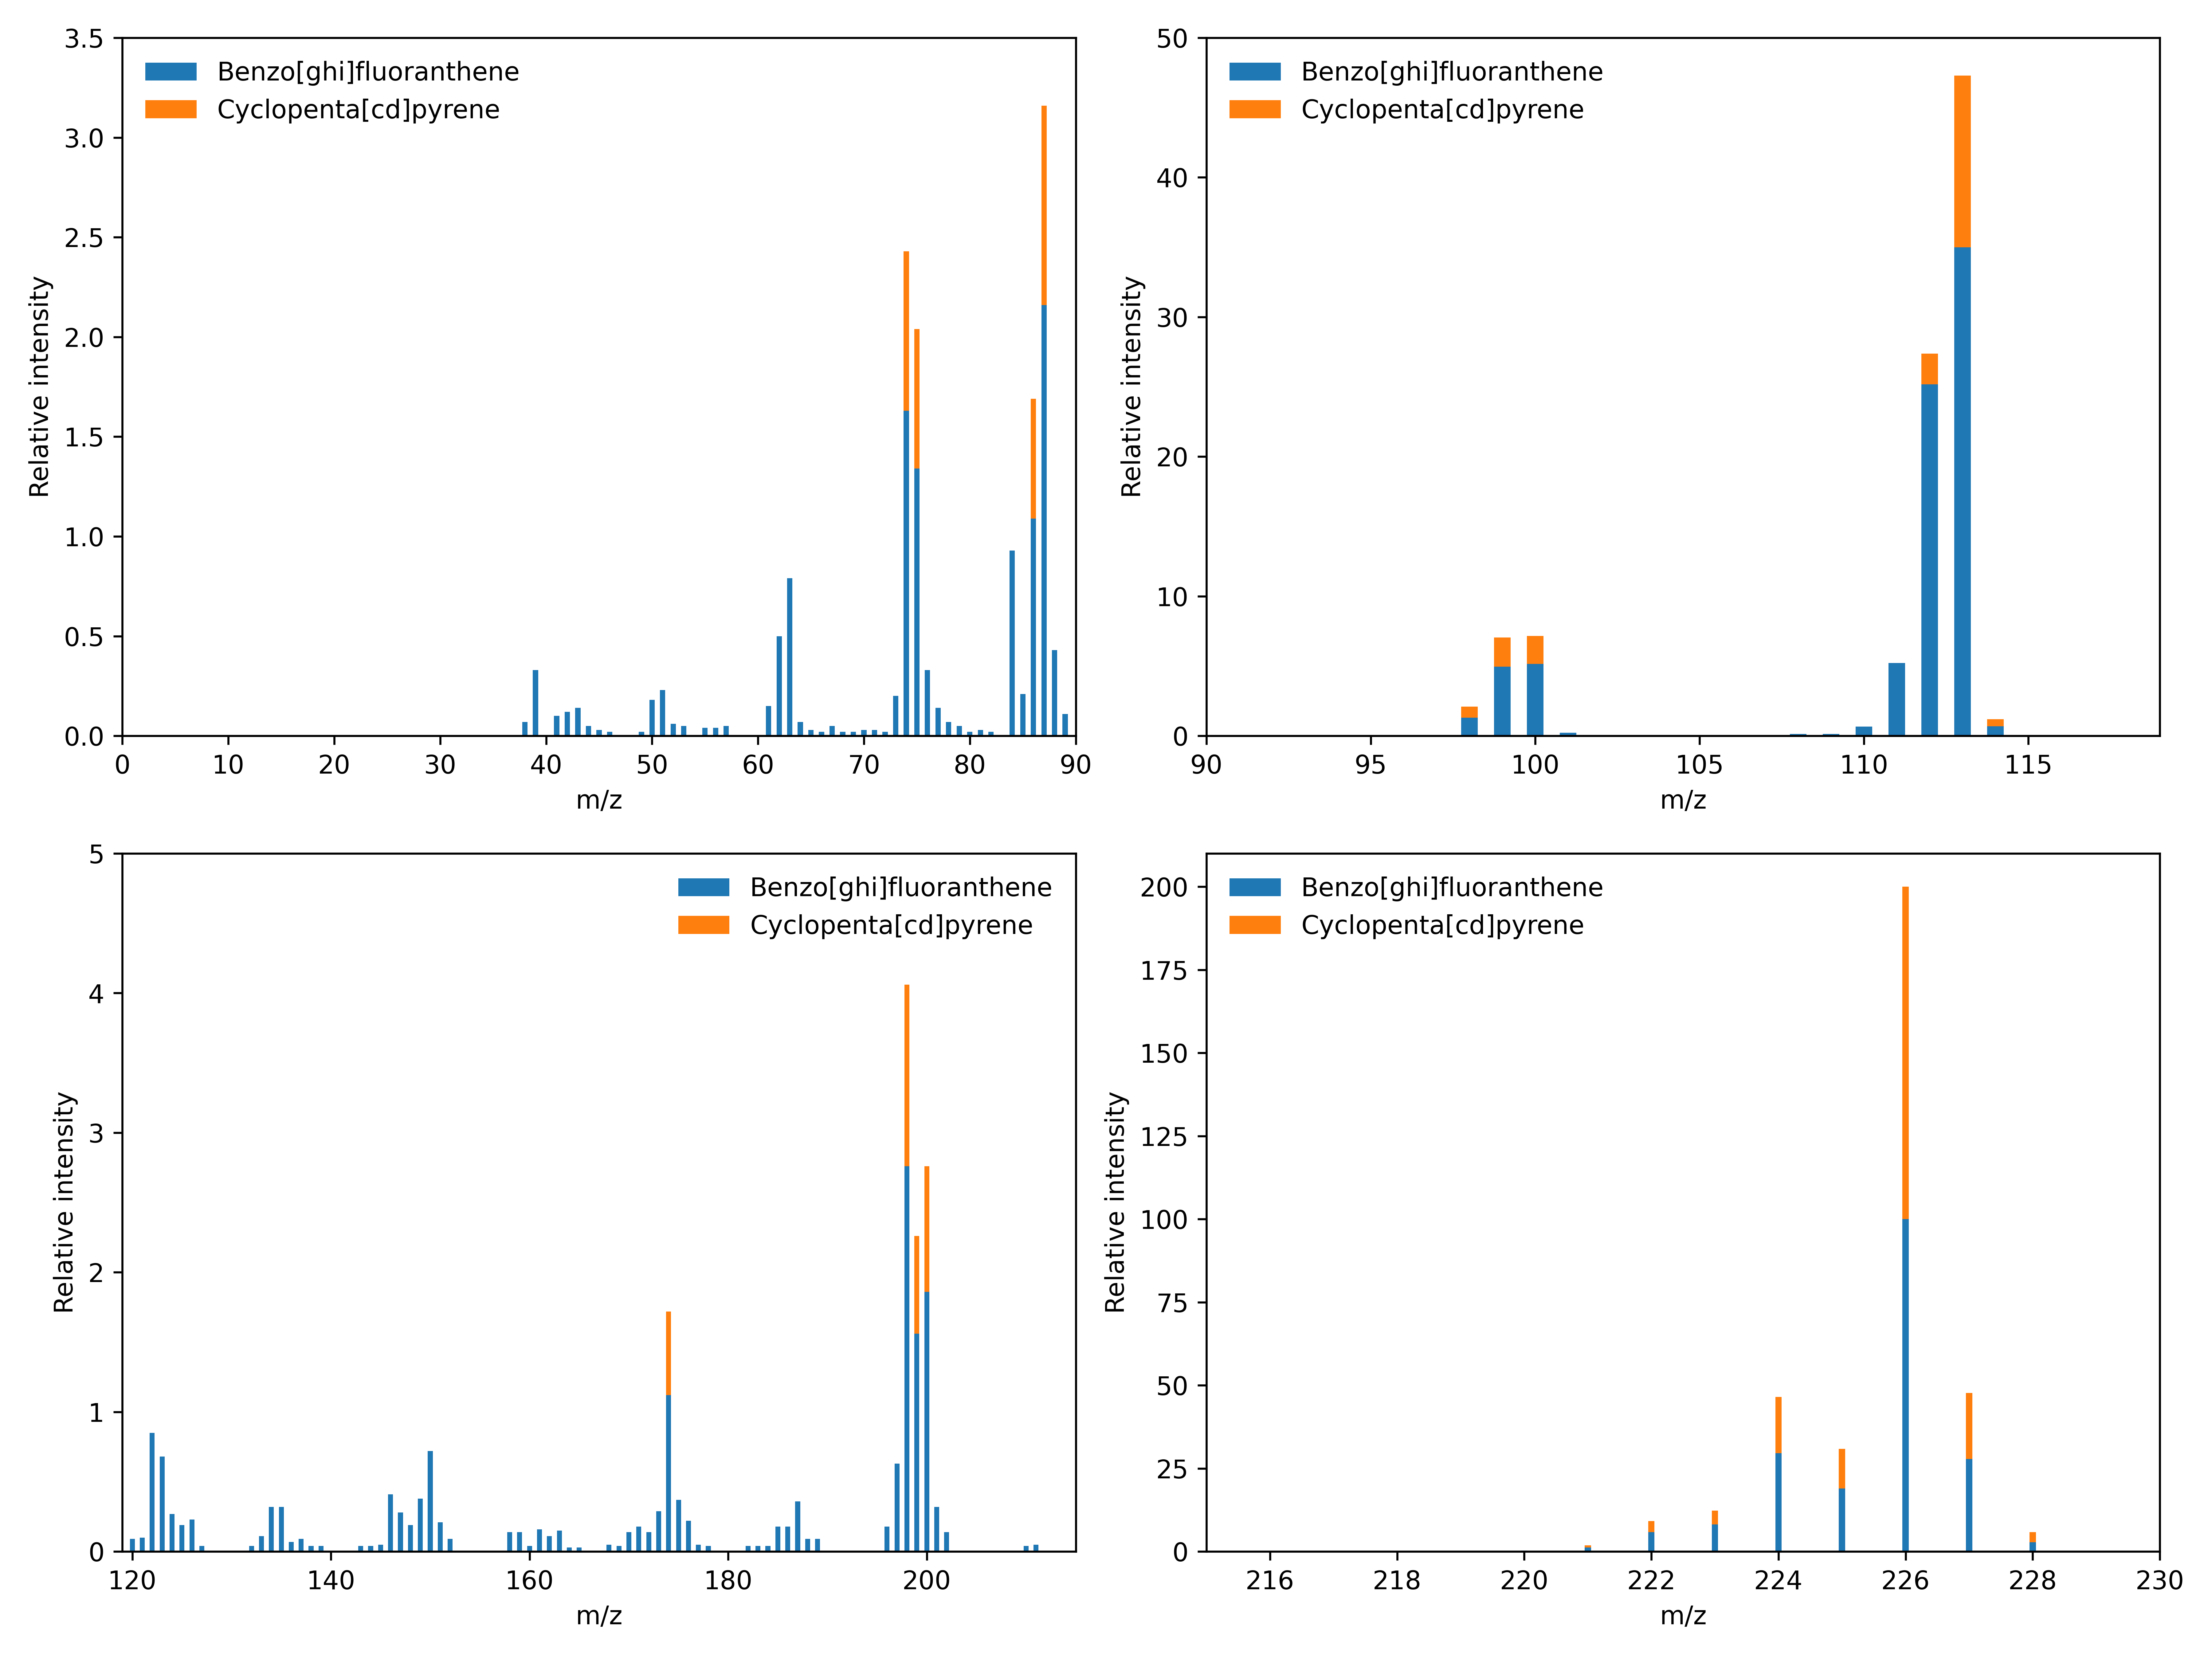 3.5
3.0
2.5
2.0
1.5
1.0
0.5
0.0
Relative intensity
Benzo[ghi]fluoranthene
Cyclopenta[cd]pyrene
0 10 20 30 40 50 60 70 80 90
m/z
50
40
30
20
10
0
Relative intensity
Benzo[ghi]fluoranthene
Cyclopenta[cd]pyrene
90 95 100 105 110 115
m/z
5
4
3
2
1
0
Relative intensity
Benzo[ghi]fluoranthene
Cyclopenta[cd]pyrene
120 140 160 180 200
m/z
200
175
150
125
100
75
50
25
0
Relative intensity
Benzo[ghi]fluoranthene
Cyclopenta[cd]pyrene
216 218 220 222 224 226 228 230
m/z